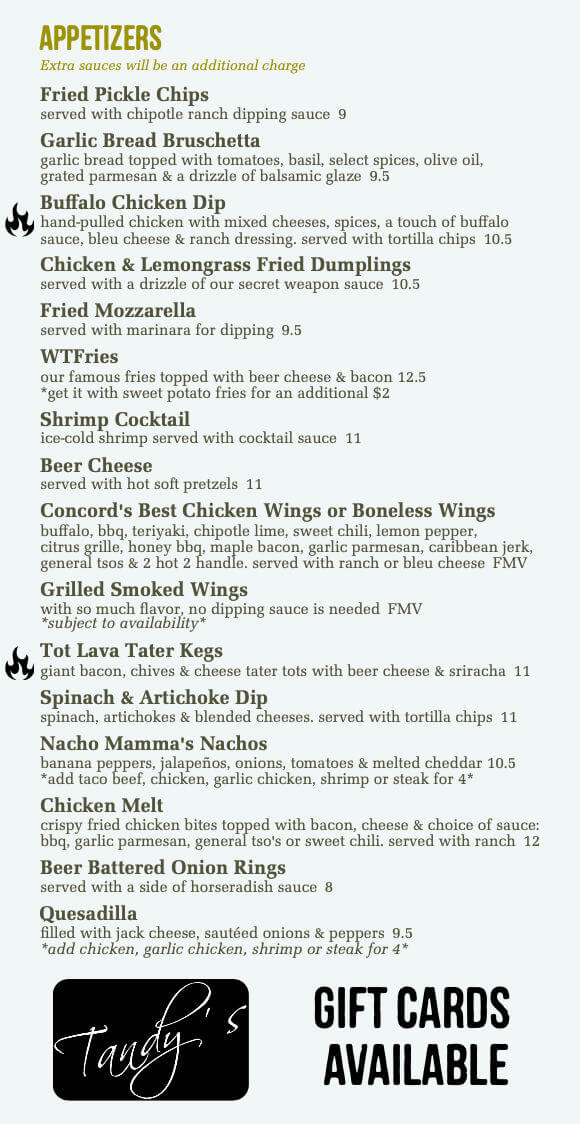 APPETIZERS
Extra sauces will be an additional charge
Fried Pickle Chips
served with chipotle ranch dipping sauce 9
Garlic Bread Bruschetta
garlic bread topped with tomatoes, basil, select spices, olive oil,
grated parmesan & a drizzle of balsamic glaze 9.5
Buffalo Chicken Dip
hand-pulled chicken with mixed cheeses, spices, a touch of buffalo
sauce, bleu cheese & ranch dressing. served with tortilla chips 10.5
Chicken & Lemongrass Fried Dumplings
served with a drizzle of our secret weapon sauce 10.5
Fried Mozzarella
served with marinara for dipping 9.5
WTFries
our famous fries topped with beer cheese & bacon 12.5
*get it with sweet potato fries for an additional $2
Shrimp Cocktail
ice-cold shrimp served with cocktail sauce 11
Beer Cheese
served with hot soft pretzels 11
Concord's Best Chicken Wings or Boneless Wings
buffalo, bbq, teriyaki, chipotle lime, sweet chili, lemon pepper,
citrus grille, honey bbq, maple bacon, garlic parmesan, caribbean jerk,
general tsos & 2 hot 2 handle. served with ranch or bleu cheese FMV
Grilled Smoked Wings
with so much flavor, no dipping sauce is needed FMV
*subject to availability*
Tot Lava Tater Kegs
giant bacon, chives & cheese tater tots with beer cheese & sriracha 11
Spinach & Artichoke Dip
spinach, artichokes & blended cheeses. served with tortilla chips 11
Nacho Mamma's Nachos
banana peppers, jalapeños, onions, tomatoes & melted cheddar 10.5
*add taco beef, chicken, garlic chicken, shrimp or steak for 4*
Chicken Melt
crispy fried chicken bites topped with bacon, cheese & choice of sauce:
bbq, garlic parmesan, general tso's or sweet chili. served with ranch 12
Beer Battered Onion Rings
served with a side of horseradish sauce 8
Quesadilla
filled with jack cheese, sautéed onions & peppers 9.5
*add chicken, garlic chicken, shrimp or steak for 4*
Tandy's
GIFT CARDS
AVAILABLE